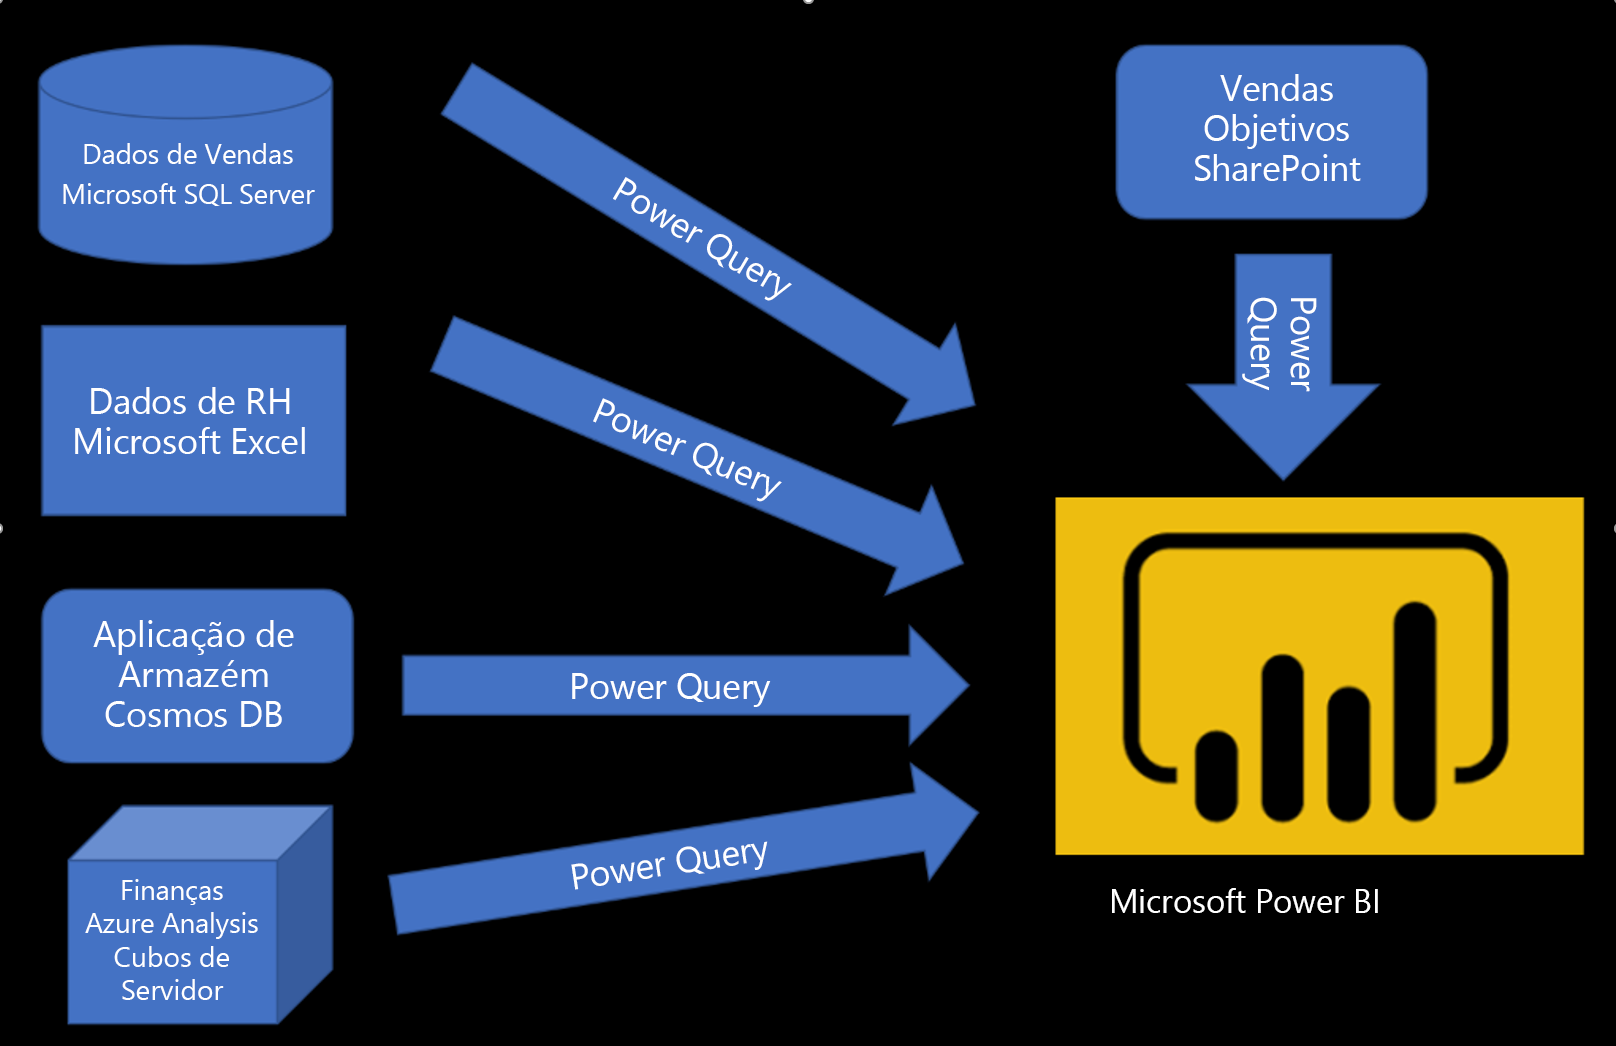 Dados de Vendas
Microsoft SQL Server
Power Query
Vendas
Objetivos
SharePoint
Power
Query
Dados de RH
Microsoft Excel
Power Query
Aplicação de
Armazém
Cosmos DB
Power Query
Finanças
Azure Analysis
Cubos de
Servidor
Power Query
Microsoft Power BI